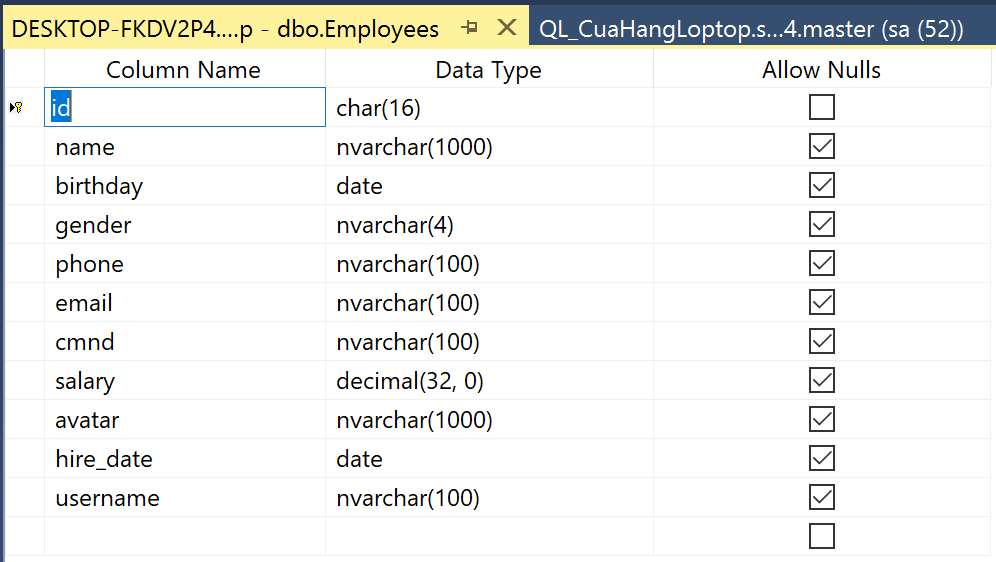 DESKTOP-FKDV2P4....p - dbo.Employees QL_CuaHangLoptop.s...4.master (sa (52))
Column Name Data Type Allow Nulls
id char(16)
name nvarchar(1000)
birthday date
gender nvarchar(4)
phone nvarchar(100)
email nvarchar(100)
cmnd nvarchar(100)
salary decimal(32, 0)
avatar nvarchar(1000)
hire_date date
username nvarchar(100)